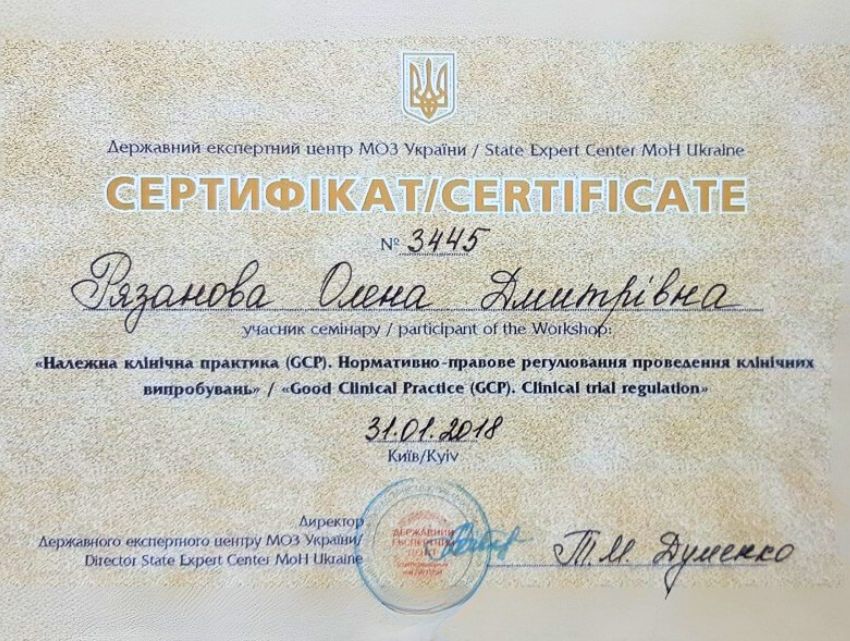 Державний експертний центр МОЗ України / State Expert Center MoH Ukraine
СЕРТИФІКАТ/CERTIFICATE
№ 3445
Рязанова Олена Дмитрівна
учасник семінару / participant of the Workshop:
«Належна клінічна практика (GCP). Нормативно-правове регулювання проведення клінічних
випробувань» / «Good Clinical Practice (GCP). Clinical trial regulation»
31.01.2018
Київ/Kyiv
Директор
Державного експертного центру МОЗ України/
Director State Expert Center MoH Ukraine
ДЕРЖАВНИЙ
ЕКСПЕРТНИЙ
Т.М. Думенко